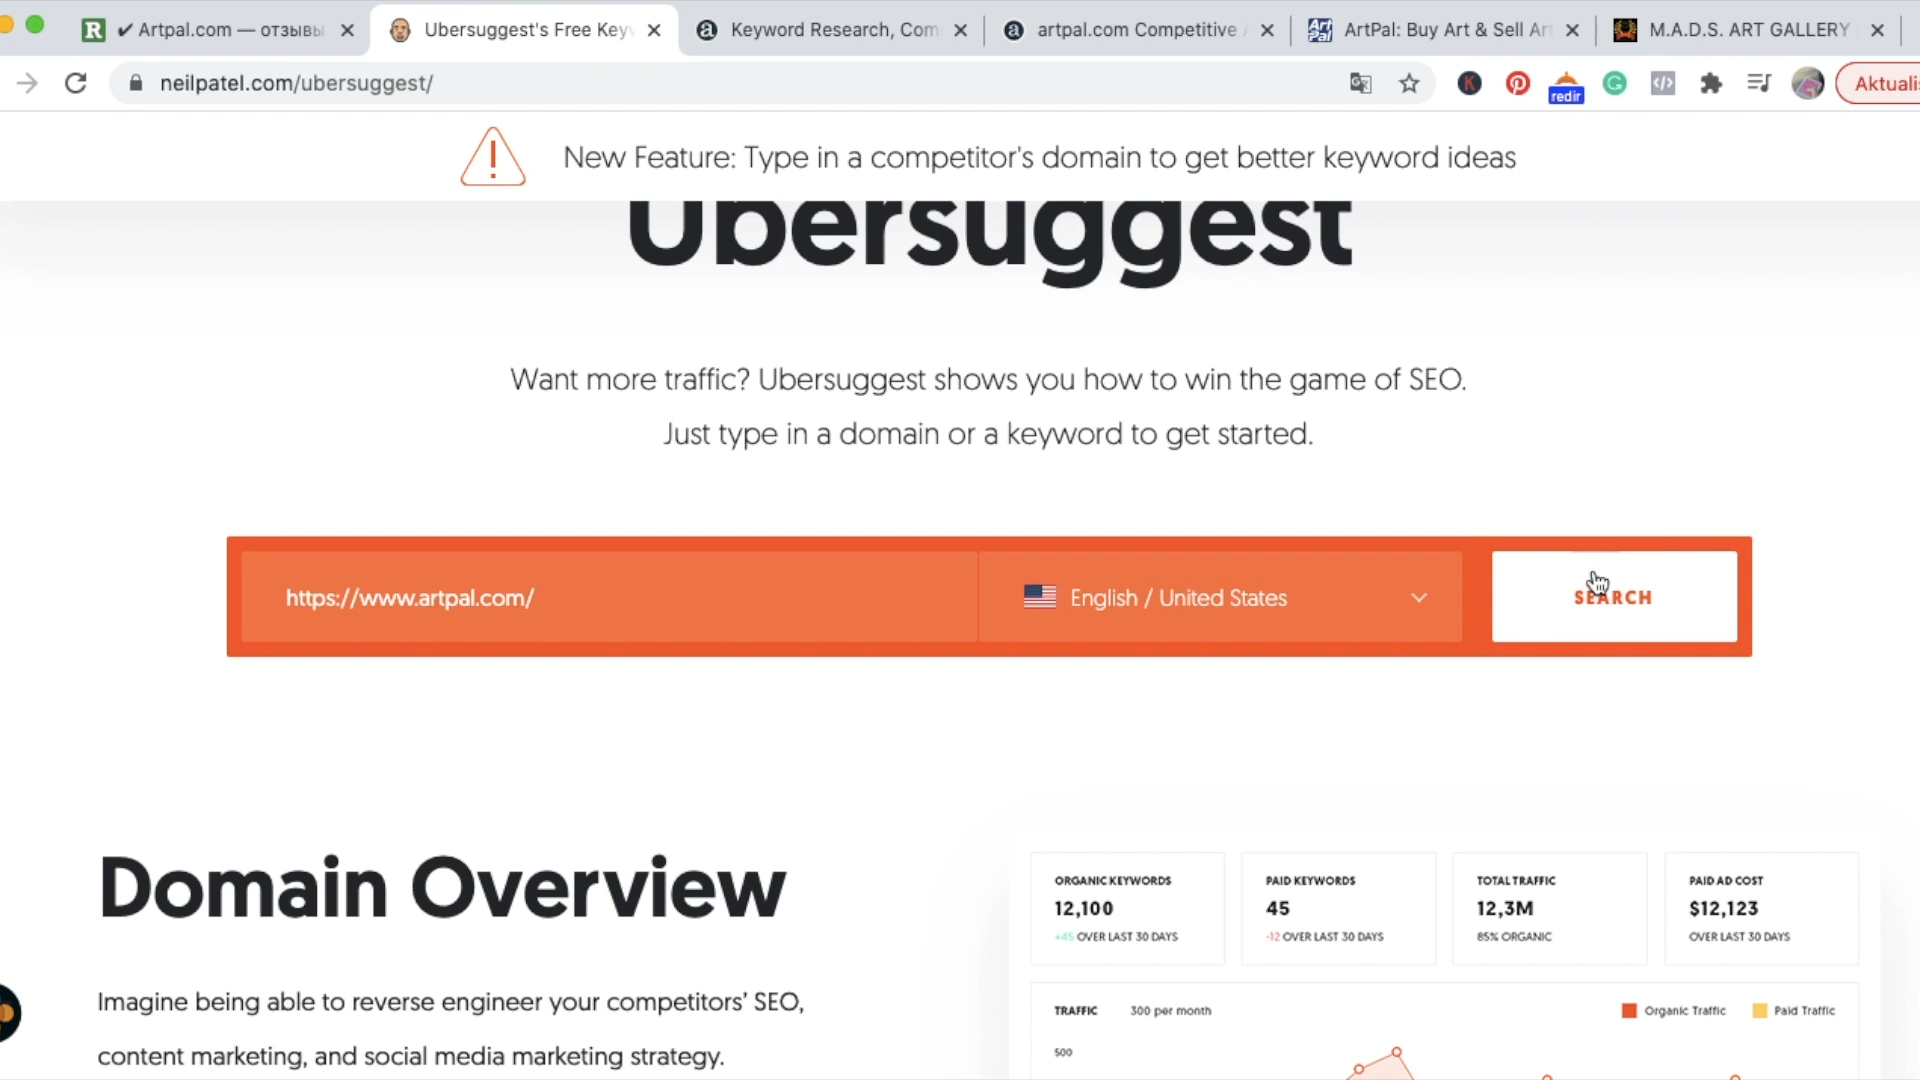 ✔ Artpal.com — отзывы
Ubersuggest's Free Key
Keyword Research, Com
artpal.com Competitive
ArtPal: Buy Art & Sell Art
M.A.D.S. ART GALLERY
neilpatel.com/ubersuggest/
redir
Aktuali
New Feature: Type in a competitor's domain to get better keyword ideas
Ubersuggest
Want more traffic? Ubersuggest shows you how to win the game of SEO.
Just type in a domain or a keyword to get started.
https://www.artpal.com/
English / United States
SEARCH
Domain Overview
Imagine being able to reverse engineer your competitors’ SEO,
content marketing, and social media marketing strategy.
ORGANIC KEYWORDS
12,100
+45 OVER LAST 30 DAYS
PAID KEYWORDS
45
-12 OVER LAST 30 DAYS
TOTAL TRAFFIC
12,3M
85% ORGANIC
PAID AD COST
$12,123
OVER LAST 30 DAYS
TRAFFIC 300 per month
Organic Traffic
Paid Traffic
500